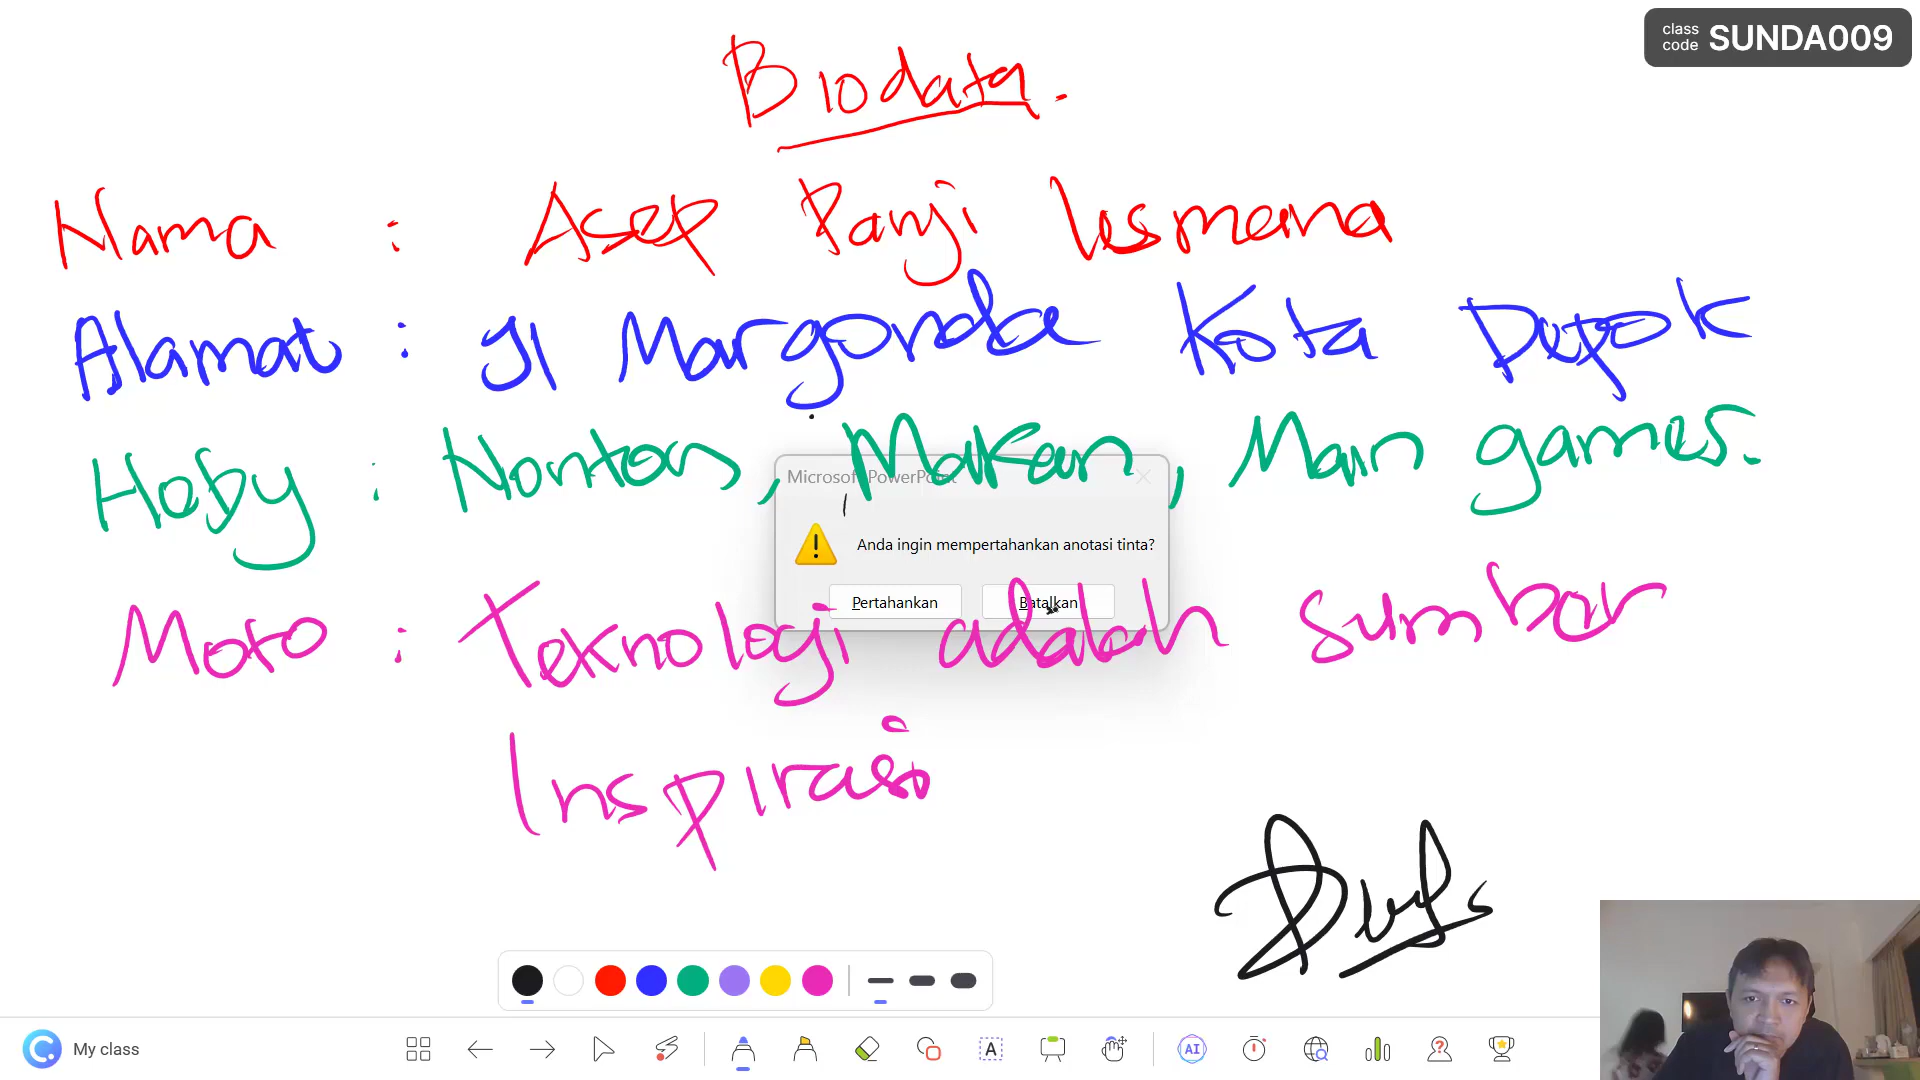 class code SUNDA009
Biodata.
Nama : Asep Panji Lesmana
Alamat : Jl Margonda Kota Depok
Hoby : Nonton, Makan, Main games.
Microsoft PowerPoint
Anda ingin mempertahankan anotasi tinta?
Pertahankan Batalkan
Moto : Teknologi adalah sumber
Inspirasi
My class
A
AI